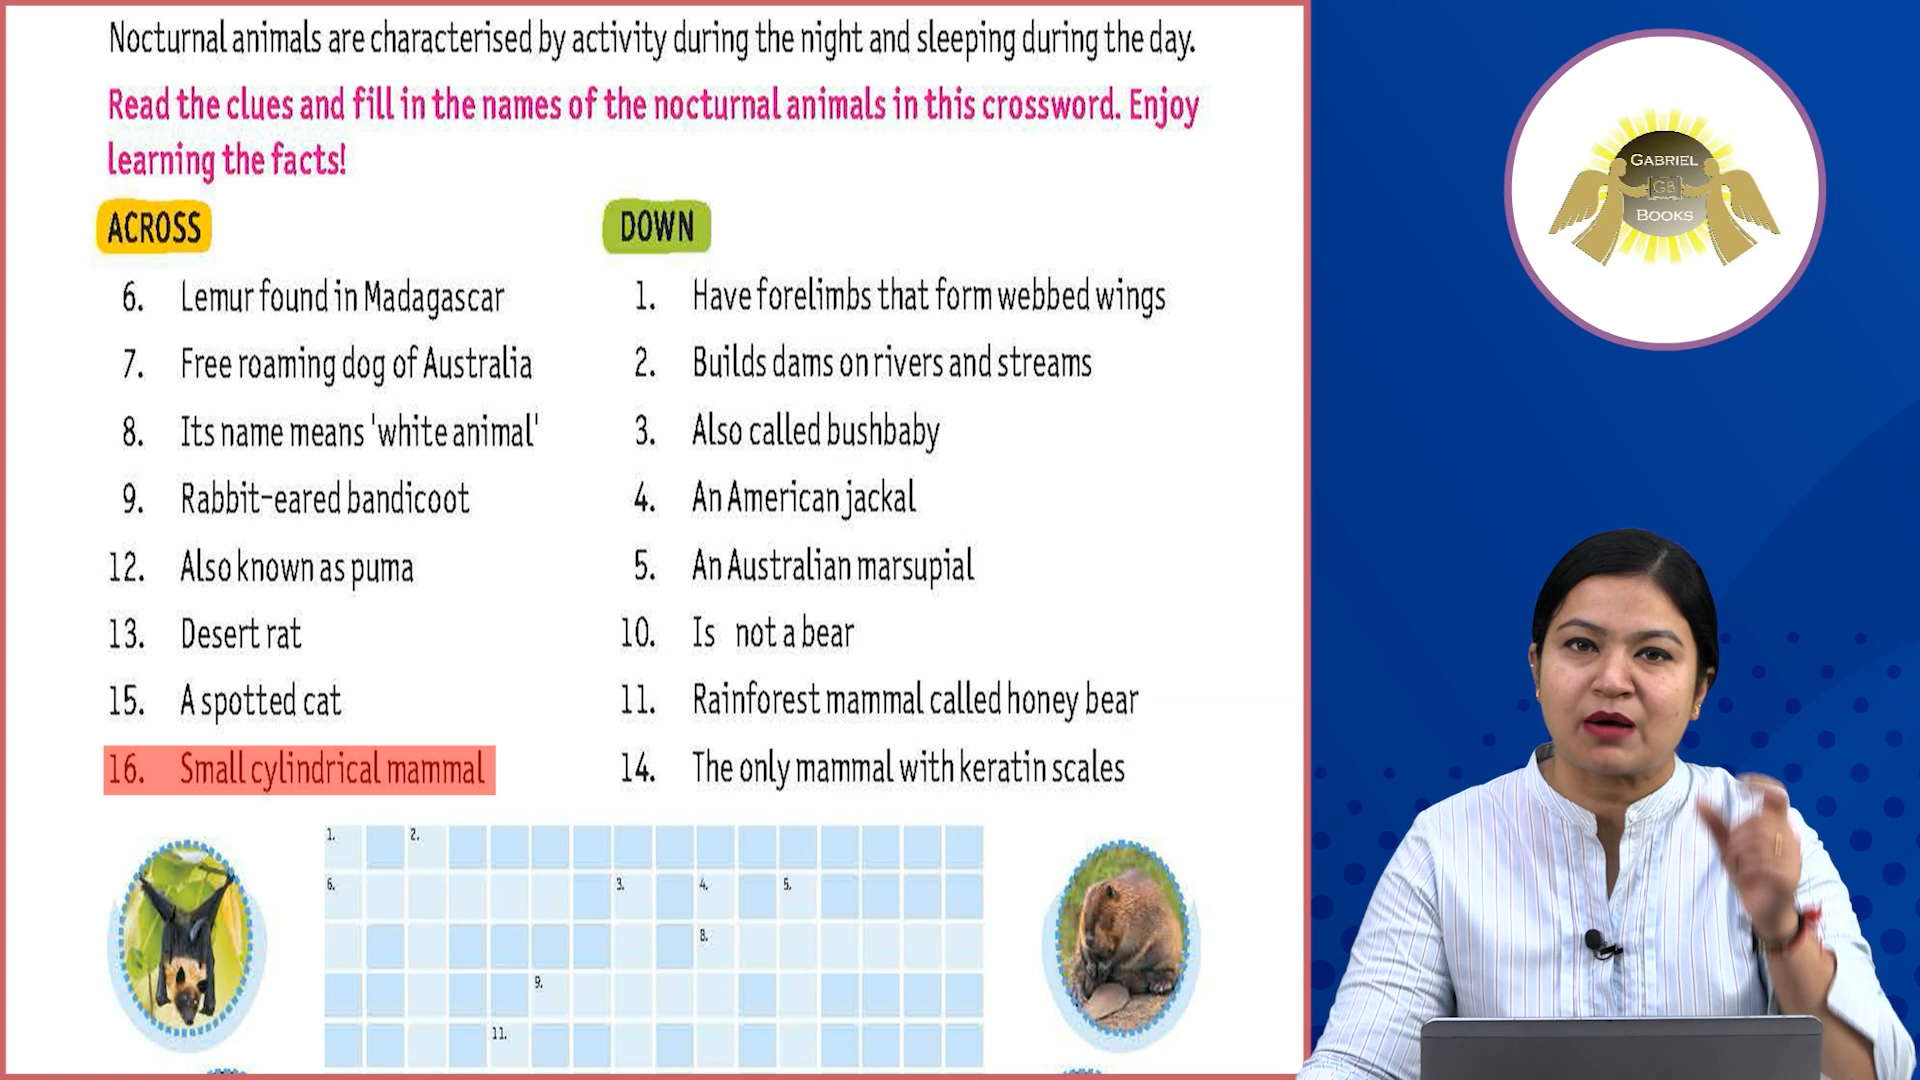 Nocturnal animals are characterised by activity during the night and sleeping during the day.
Read the clues and fill in the names of the nocturnal animals in this crossword. Enjoy
learning the facts!
ACROSS
6. Lemur found in Madagascar
7. Free roaming dog of Australia
8. Its name means 'white animal'
9. Rabbit-eared bandicoot
12. Also known as puma
13. Desert rat
15. A spotted cat
16. Small cylindrical mammal
DOWN
1. Have forelimbs that form webbed wings
2. Builds dams on rivers and streams
3. Also called bushbaby
4. An American jackal
5. An Australian marsupial
10. Is not a bear
11. Rainforest mammal called honey bear
14. The only mammal with keratin scales
1. 2.
6. 3. 4. 5.
8.
9.
11.
GABRIEL
GB
BOOKS